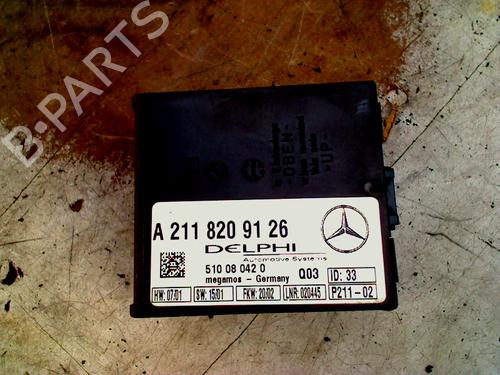 B-PARTS
-OBEN-
-UP-
A 211 820 91 26
DELPHI
Automotive Systems
510 08 042 0
megamos - Germany
Q03
ID: 33
HW: 07/01
SW: 15/01
FKW: 20/02
LNR: 020445
P211-02